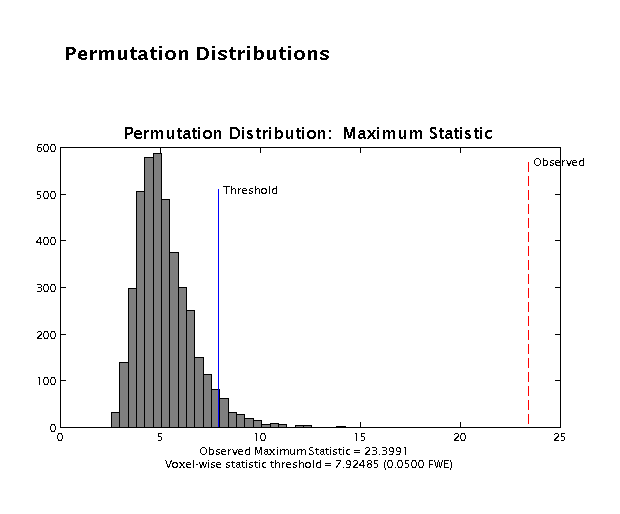 Permutation Distributions
Permutation Distribution: Maximum Statistic
600
500
400
300
200
100
0
Threshold
Observed
0 5 10 15 20 25
Observed Maximum Statistic = 23.3991
Voxel-wise statistic threshold = 7.92485 (0.0500 FWE)